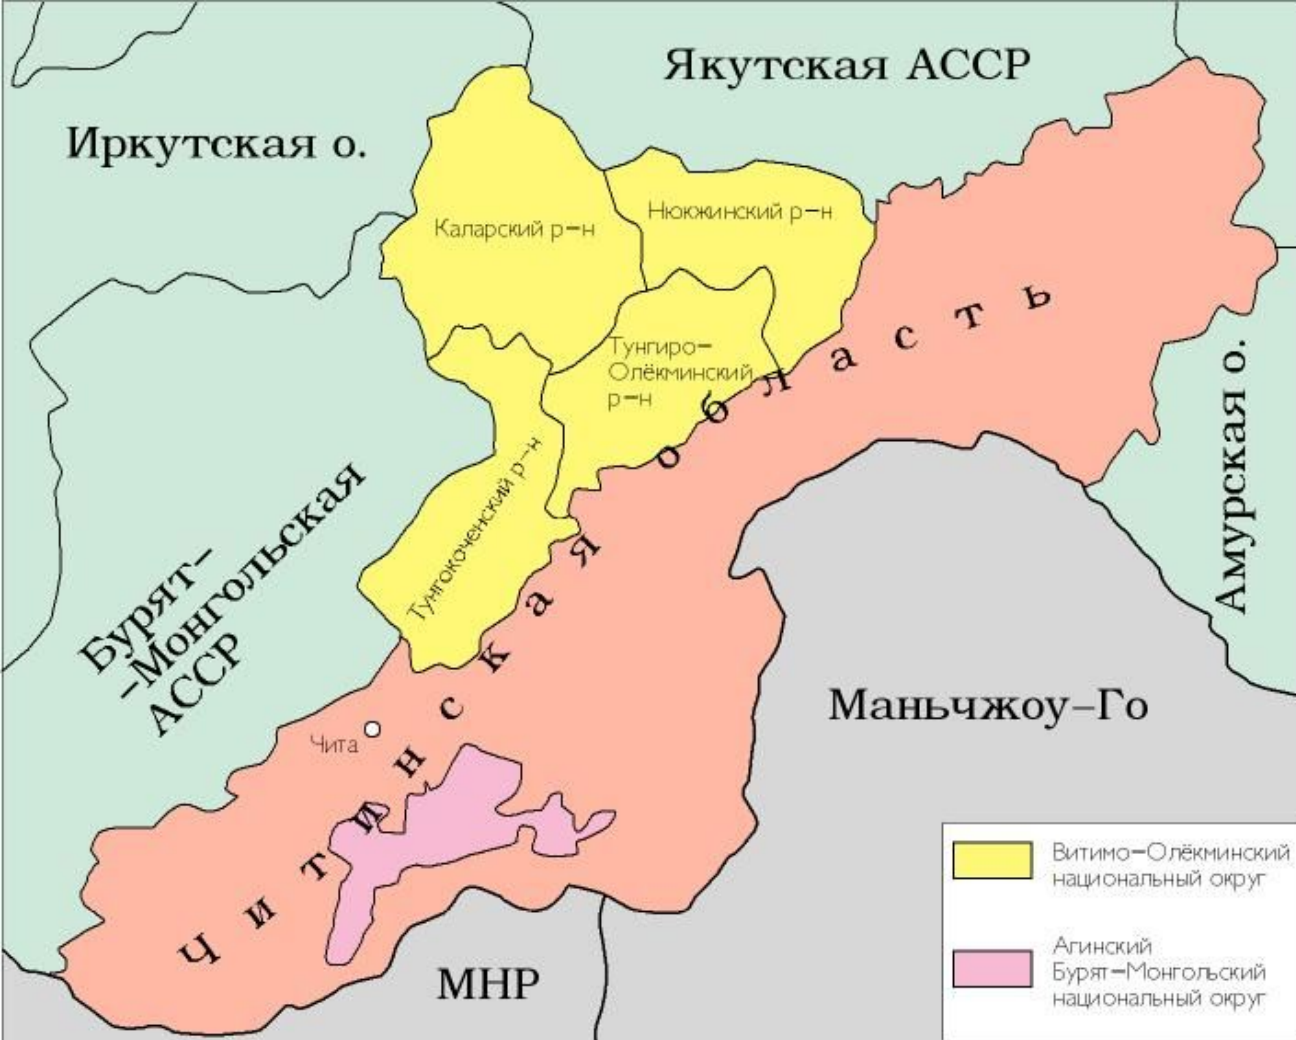 Якутская АССР
Иркутская о.
Каларский р–н
Нюкжинский р–н
Тунгиро–
Олёкминский
р–н
Тунгокоченский р–н
Бурят–
–Монгольская
АССР
Читинская область
Чита
Амурская о.
Маньчжоу–Го
МНР
Витимо–Олёкминский
национальный округ
Агинский
Бурят–Монгольский
национальный округ